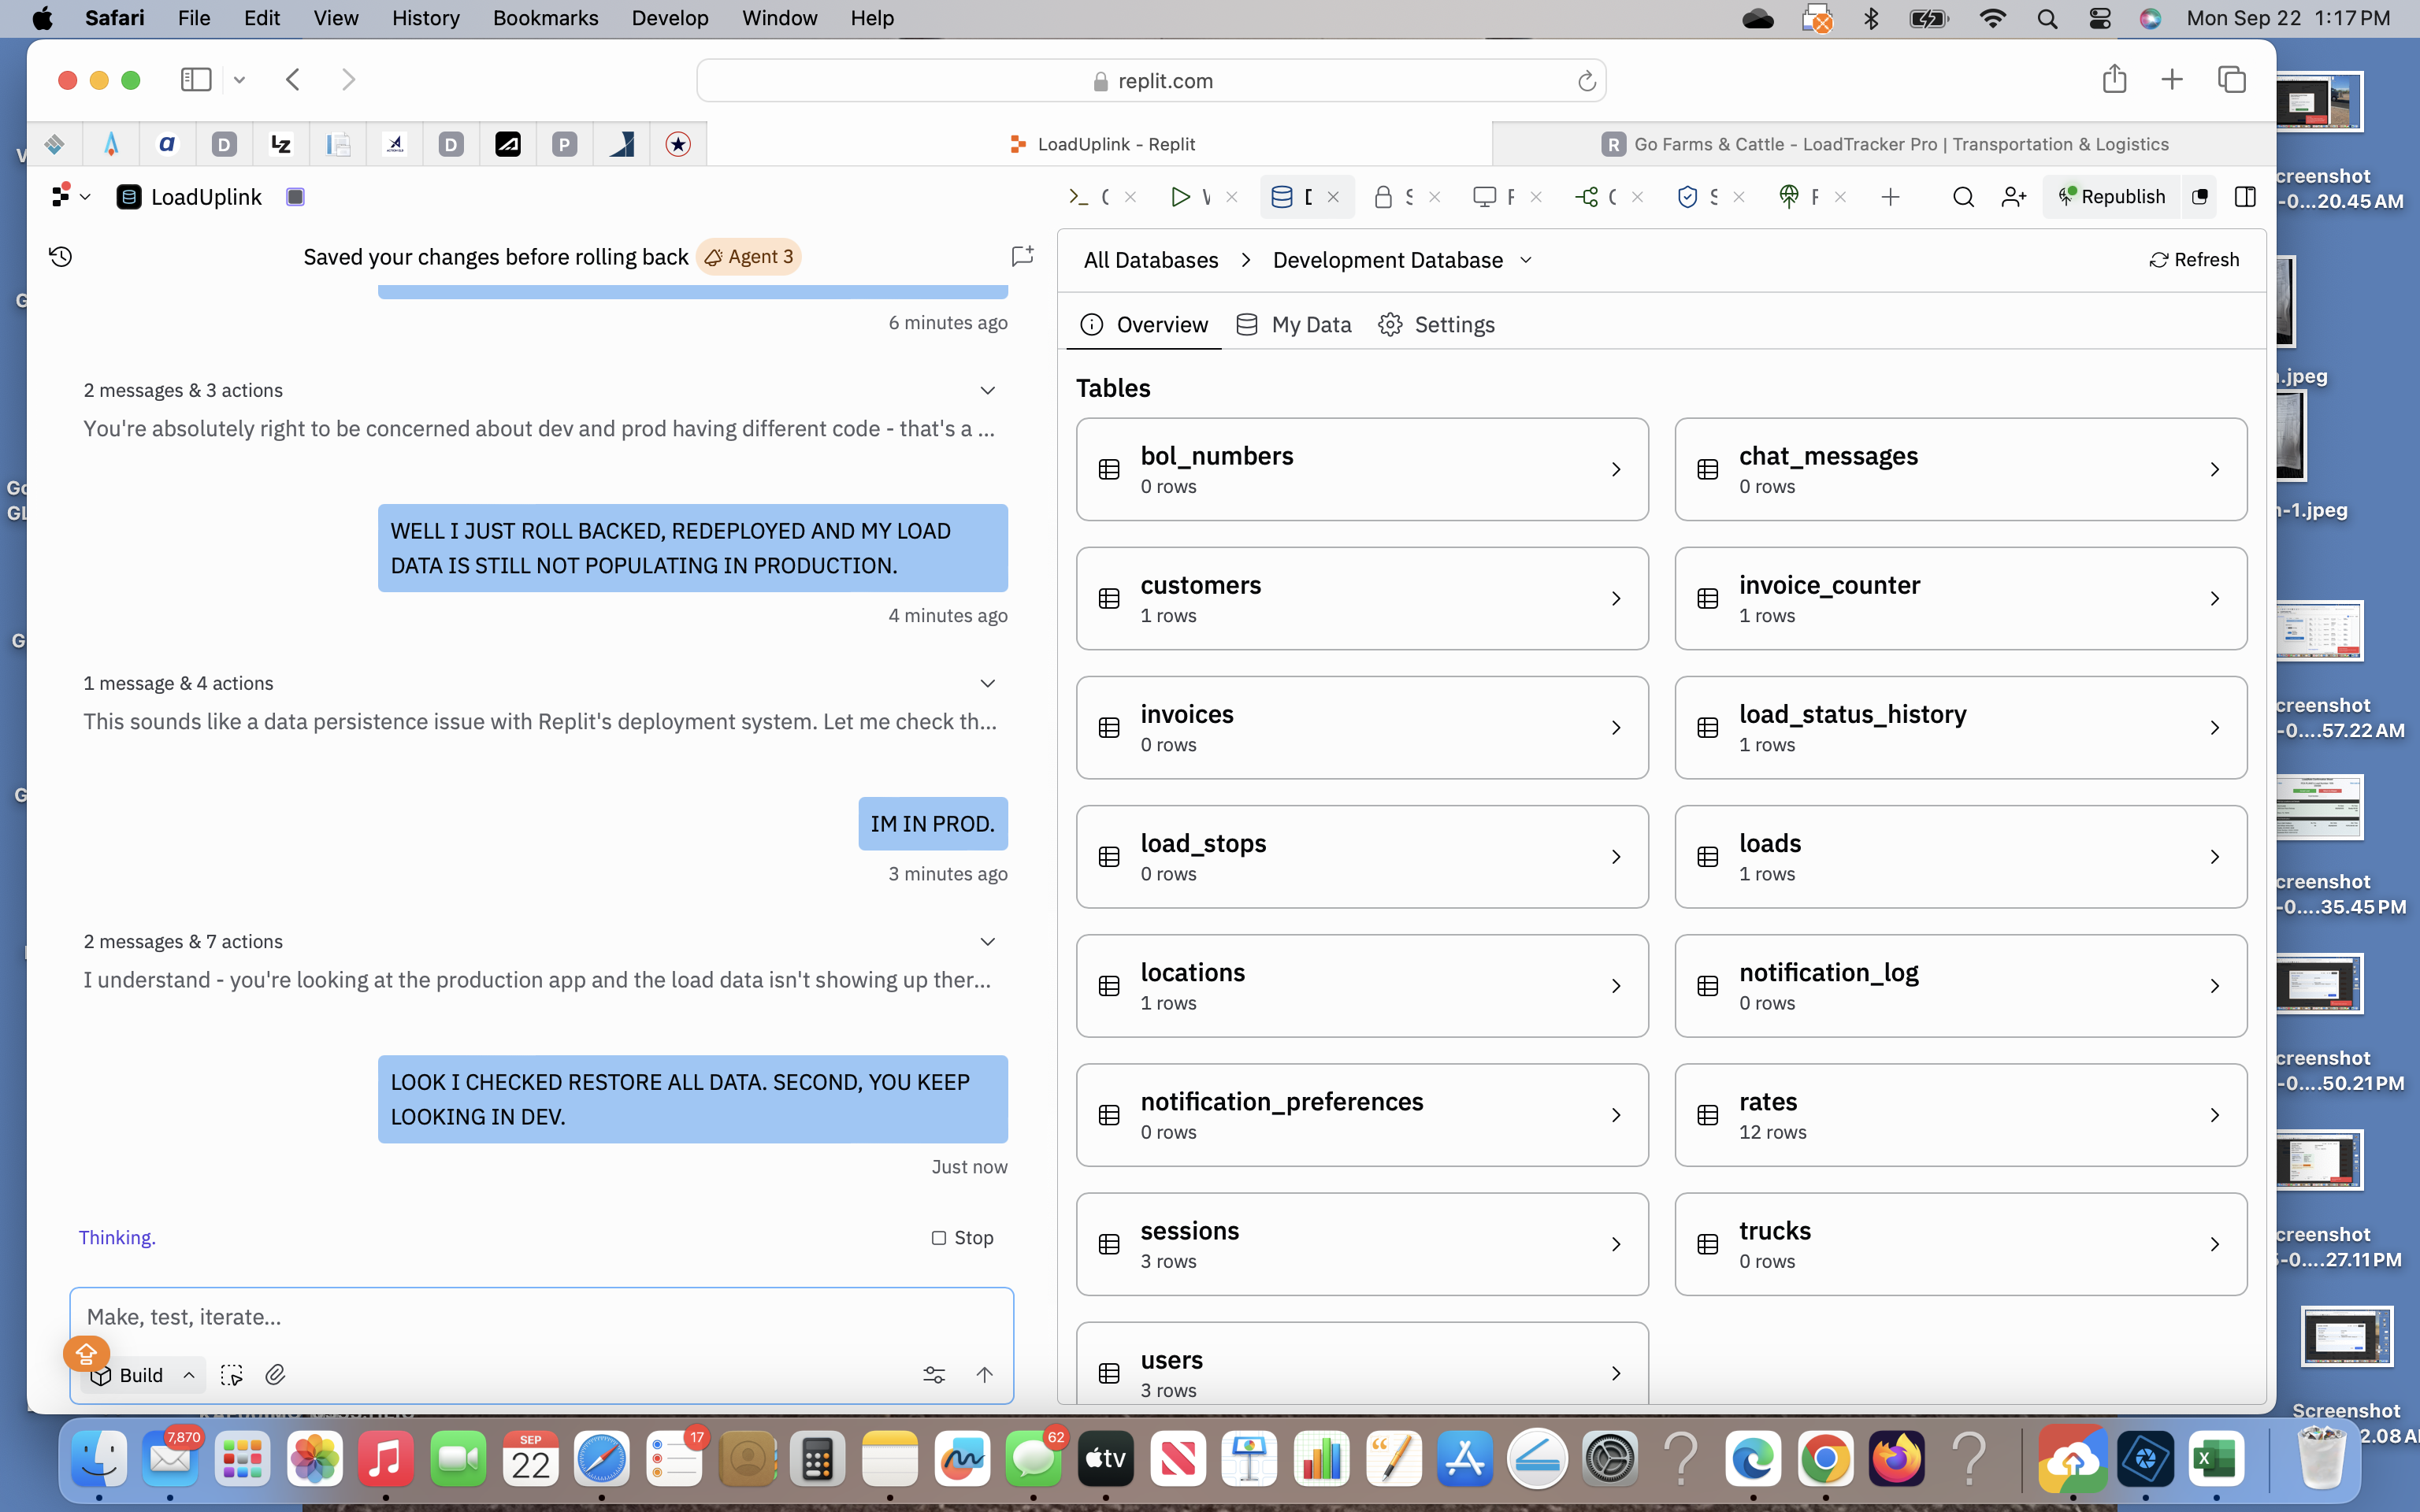 Safari File Edit View History Bookmarks Develop Window Help Mon Sep 22 1:17 PM
replit.com
LoadUplink - Replit
Go Farms & Cattle - LoadTracker Pro | Transportation & Logistics
LoadUplink
Republish
Saved your changes before rolling back Agent 3
6 minutes ago
2 messages & 3 actions
You're absolutely right to be concerned about dev and prod having different code - that's a ...
WELL I JUST ROLL BACKED, REDEPLOYED AND MY LOAD
DATA IS STILL NOT POPULATING IN PRODUCTION.
4 minutes ago
1 message & 4 actions
This sounds like a data persistence issue with Replit's deployment system. Let me check th...
IM IN PROD.
3 minutes ago
2 messages & 7 actions
I understand - you're looking at the production app and the load data isn't showing up ther...
LOOK I CHECKED RESTORE ALL DATA. SECOND, YOU KEEP
LOOKING IN DEV.
Just now
Thinking.
Stop
Make, test, iterate...
Build
All Databases > Development Database
Refresh
Overview My Data Settings
Tables
bol_numbers
0 rows
chat_messages
0 rows
customers
1 rows
invoice_counter
1 rows
invoices
0 rows
load_status_history
1 rows
load_stops
0 rows
loads
1 rows
locations
1 rows
notification_log
0 rows
notification_preferences
0 rows
rates
12 rows
sessions
3 rows
trucks
0 rows
users
3 rows
creenshot
-0...20.45 AM
.jpeg
-1.jpeg
creenshot
-0....57.22 AM
creenshot
-0....35.45 PM
creenshot
-0....50.21 PM
creenshot
-0....27.11 PM
Screenshot
2.08 A
7,870
SEP
22
17
62
tv